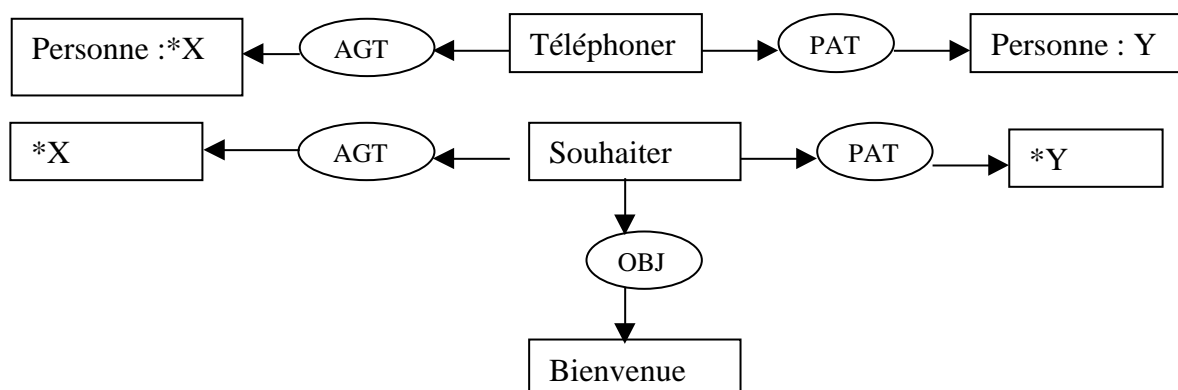 Personne :*X AGT Téléphoner PAT Personne : Y
*X AGT Souhaiter PAT *Y
OBJ
Bienvenue